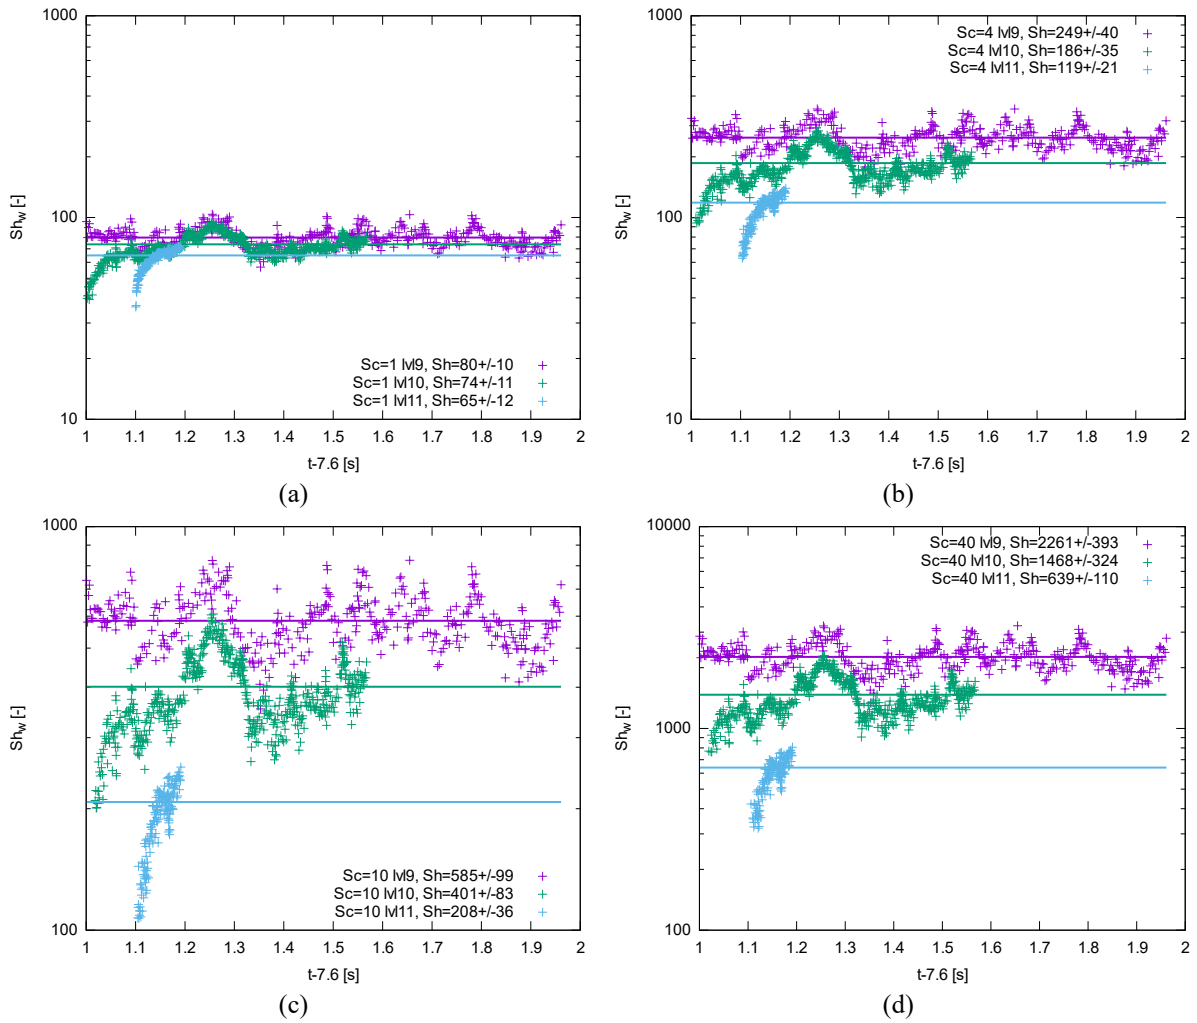 1000
100
10
Sh_w [-]
Sc=1 lvl9, Sh=80+/-10
Sc=1 lvl10, Sh=74+/-11
Sc=1 lvl11, Sh=65+/-12
1 1.1 1.2 1.3 1.4 1.5 1.6 1.7 1.8 1.9 2
t-7.6 [s]
(a)
1000
100
10
Sh_w [-]
Sc=4 lvl9, Sh=249+/-40
Sc=4 lvl10, Sh=186+/-35
Sc=4 lvl11, Sh=119+/-21
1 1.1 1.2 1.3 1.4 1.5 1.6 1.7 1.8 1.9 2
t-7.6 [s]
(b)
1000
100
Sh_w [-]
Sc=10 lvl9, Sh=585+/-99
Sc=10 lvl10, Sh=401+/-83
Sc=10 lvl11, Sh=208+/-36
1 1.1 1.2 1.3 1.4 1.5 1.6 1.7 1.8 1.9 2
t-7.6 [s]
(c)
10000
1000
100
Sh_w [-]
Sc=40 lvl9, Sh=2261+/-393
Sc=40 lvl10, Sh=1468+/-324
Sc=40 lvl11, Sh=639+/-110
1 1.1 1.2 1.3 1.4 1.5 1.6 1.7 1.8 1.9 2
t-7.6 [s]
(d)